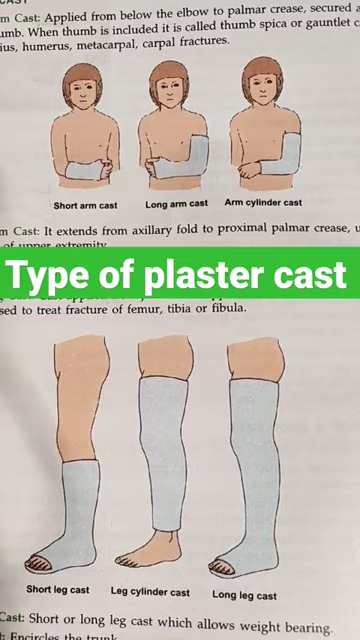 m Cast: Applied from below the elbow to palmar crease, secured a
umb. When thumb is included it is called thumb spica or gauntlet c
ius, humerus, metacarpal, carpal fractures.
Short arm cast
Long arm cast
Arm cylinder cast
m Cast: It extends from axillary fold to proximal palmar crease, u
of upper extremity
Type of plaster cast
sed to treat fracture of femur, tibia or fibula.
Short leg cast
Leg cylinder cast
Long leg cast
Cast: Short or long leg cast which allows weight bearing.
t: Encircles the trunk